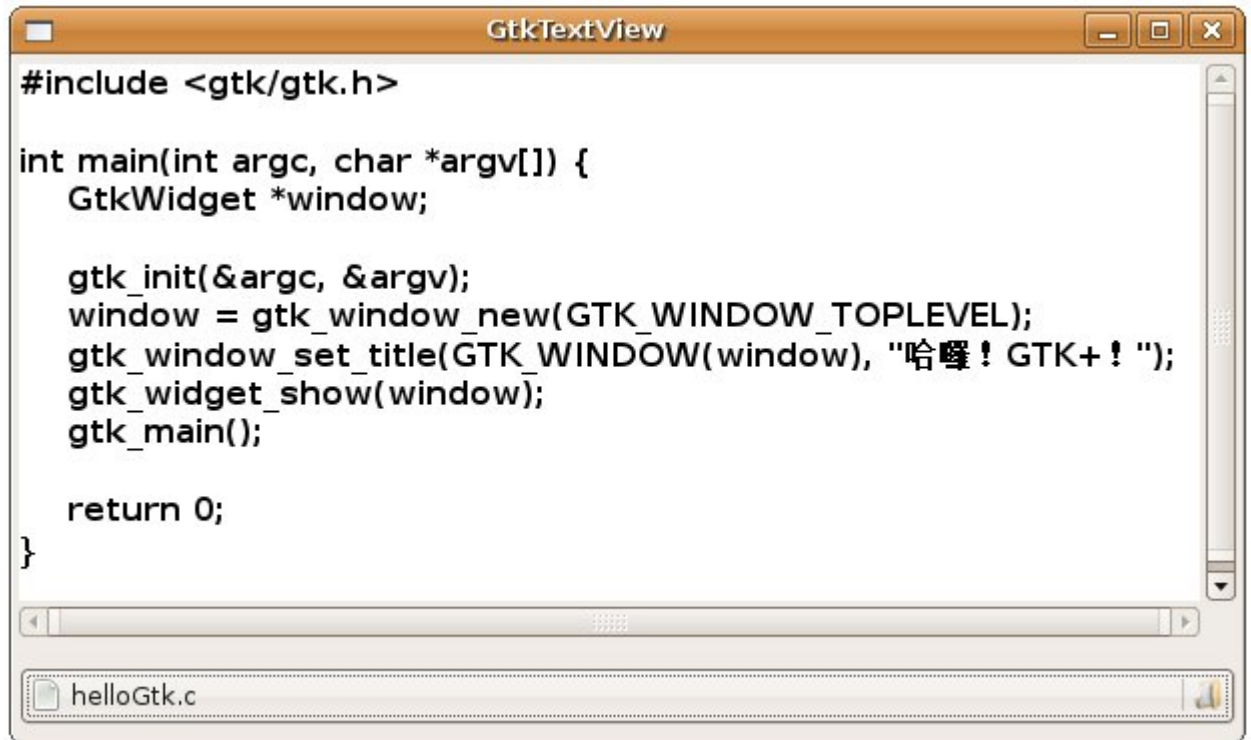 GtkTextView
#include <gtk/gtk.h>
int main(int argc, char *argv[]) {
GtkWidget *window;
gtk_init(&argc, &argv);
window = gtk_window_new(GTK_WINDOW_TOPLEVEL);
gtk_window_set_title(GTK_WINDOW(window), "哈囉！GTK+！");
gtk_widget_show(window);
gtk_main();
return 0;
}
helloGtk.c